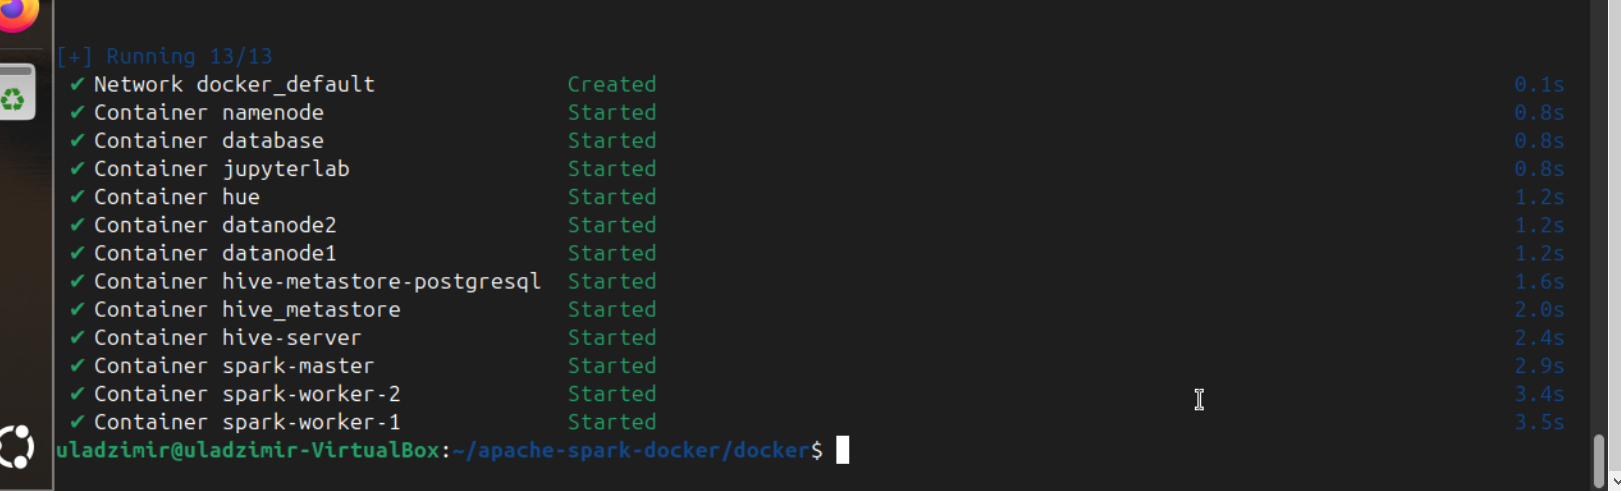 [+] Running 13/13
✔ Network docker_default Created 0.1s
✔ Container namenode Started 0.8s
✔ Container database Started 0.8s
✔ Container jupyterlab Started 0.8s
✔ Container hue Started 1.2s
✔ Container datanode2 Started 1.2s
✔ Container datanode1 Started 1.2s
✔ Container hive-metastore-postgresql Started 1.6s
✔ Container hive_metastore Started 2.0s
✔ Container hive-server Started 2.4s
✔ Container spark-master Started 2.9s
✔ Container spark-worker-2 Started 3.4s
✔ Container spark-worker-1 Started 3.5s
uladzimir@uladzimir-VirtualBox:~/apache-spark-docker/docker$